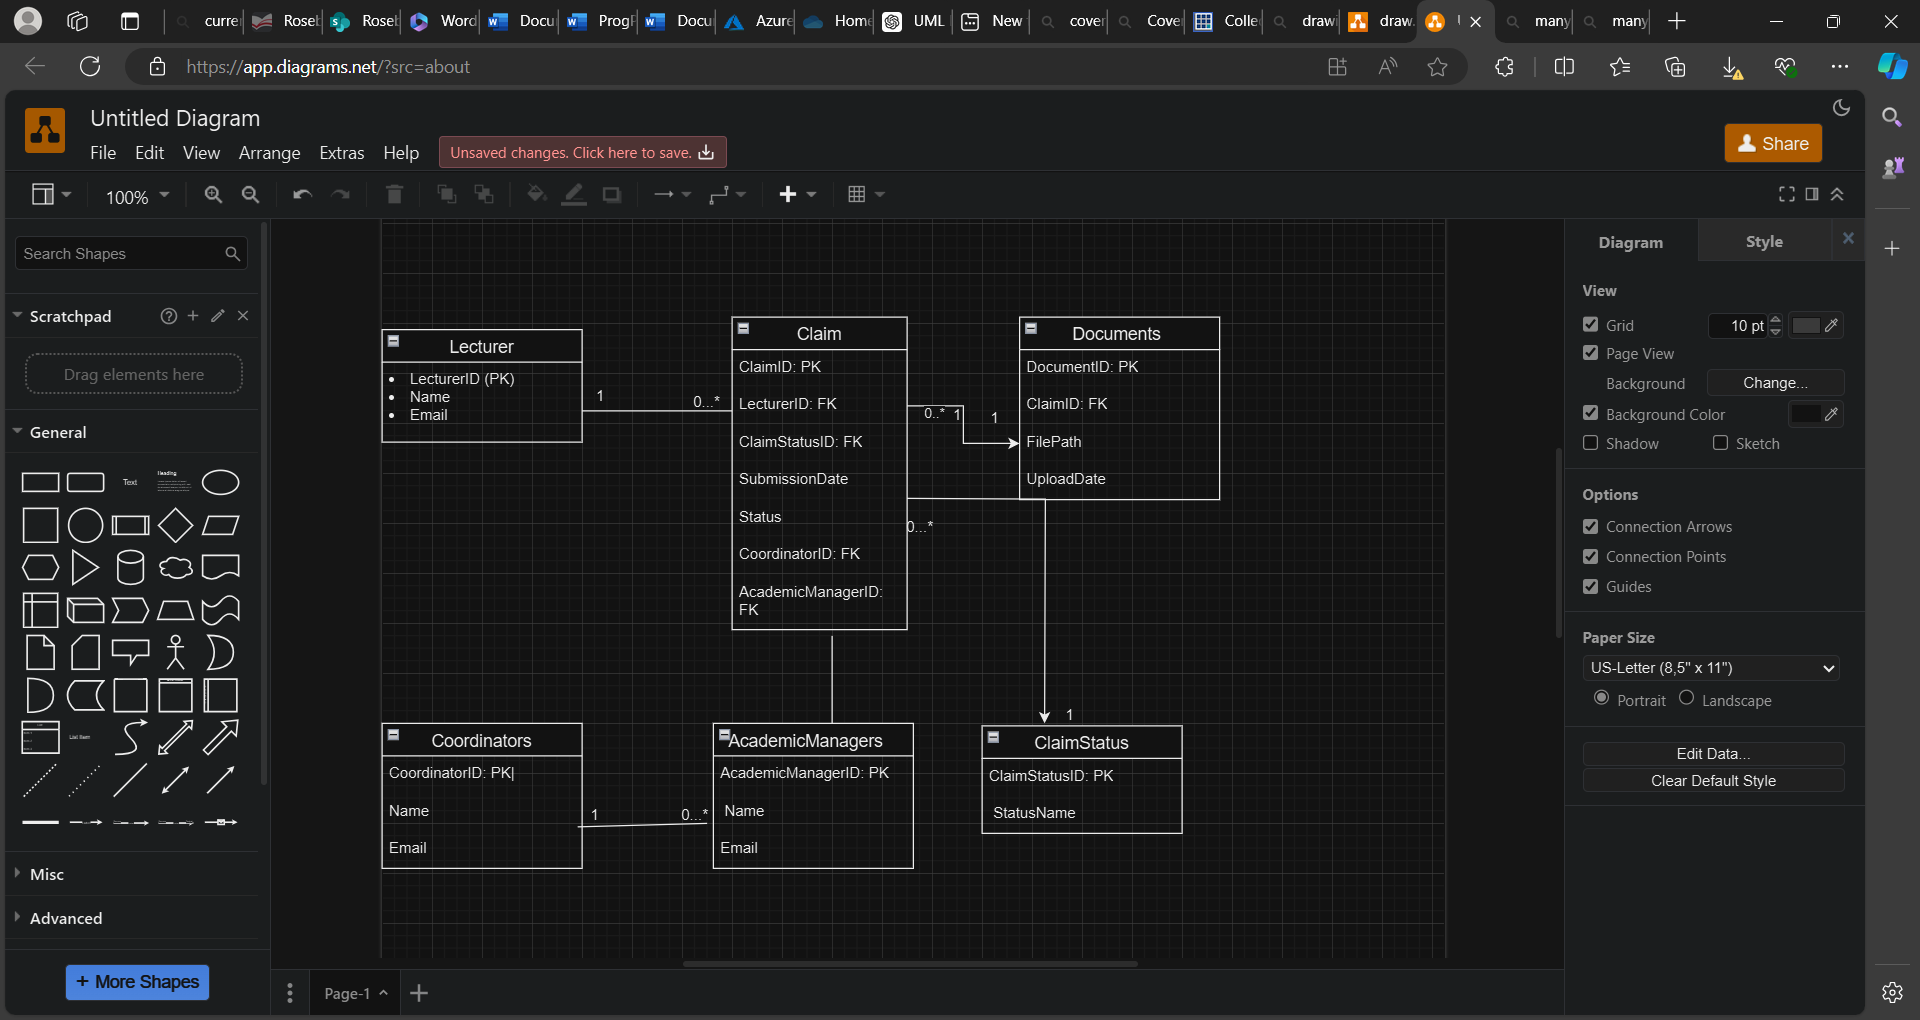 curre
Rosel
Rosel
Word
Docu
ProgP
Docu
Azure
Home
UML
New
cover
Cove
Colle
drawi
draw.
many
many
https://app.diagrams.net/?src=about
Untitled Diagram
File Edit View Arrange Extras Help
Unsaved changes. Click here to save.
Share
100%
Search Shapes
Scratchpad
Drag elements here
General
Text
Heading
List Item
Misc
Advanced
+ More Shapes
Lecturer
LecturerID (PK)
Name
Email
1
0...*
Claim
ClaimID: PK
LecturerID: FK
ClaimStatusID: FK
SubmissionDate
Status
CoordinatorID: FK
AcademicManagerID:
FK
0..* 1
1
0...*
Documents
DocumentID: PK
ClaimID: FK
FilePath
UploadDate
Coordinators
CoordinatorID: PK
Name
Email
1
0...*
AcademicManagers
AcademicManagerID: PK
Name
Email
1
ClaimStatus
ClaimStatusID: PK
StatusName
Page-1
Diagram
Style
View
Grid
10 pt
Page View
Background
Change...
Background Color
Shadow
Sketch
Options
Connection Arrows
Connection Points
Guides
Paper Size
US-Letter (8,5" x 11")
Portrait
Landscape
Edit Data...
Clear Default Style